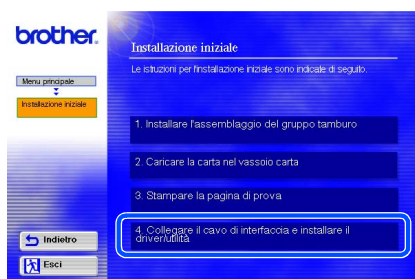 brother.
Installazione iniziale
Le istruzioni per l'installazione iniziale sono indicate di seguito.
Menu principale
Installazione iniziale
1. Installare l'assemblaggio del gruppo tamburo
2. Caricare la carta nel vassoio carta
3. Stampare la pagina di prova
4. Collegare il cavo di interfaccia e installare il
driver/utilità
Indietro
Esci